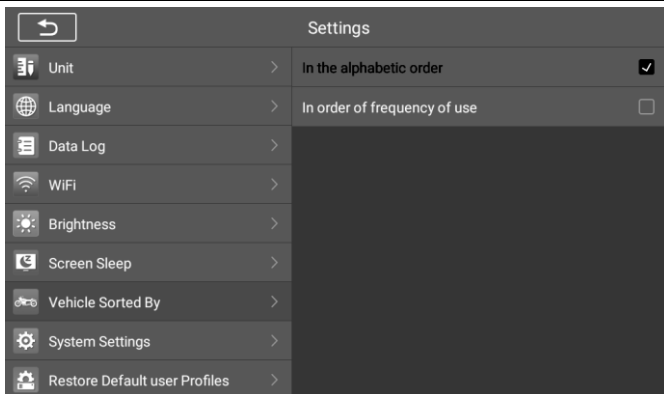 Settings
Unit
Language
Data Log
WiFi
Brightness
Screen Sleep
Vehicle Sorted By
System Settings
Restore Default user Profiles
In the alphabetic order
In order of frequency of use